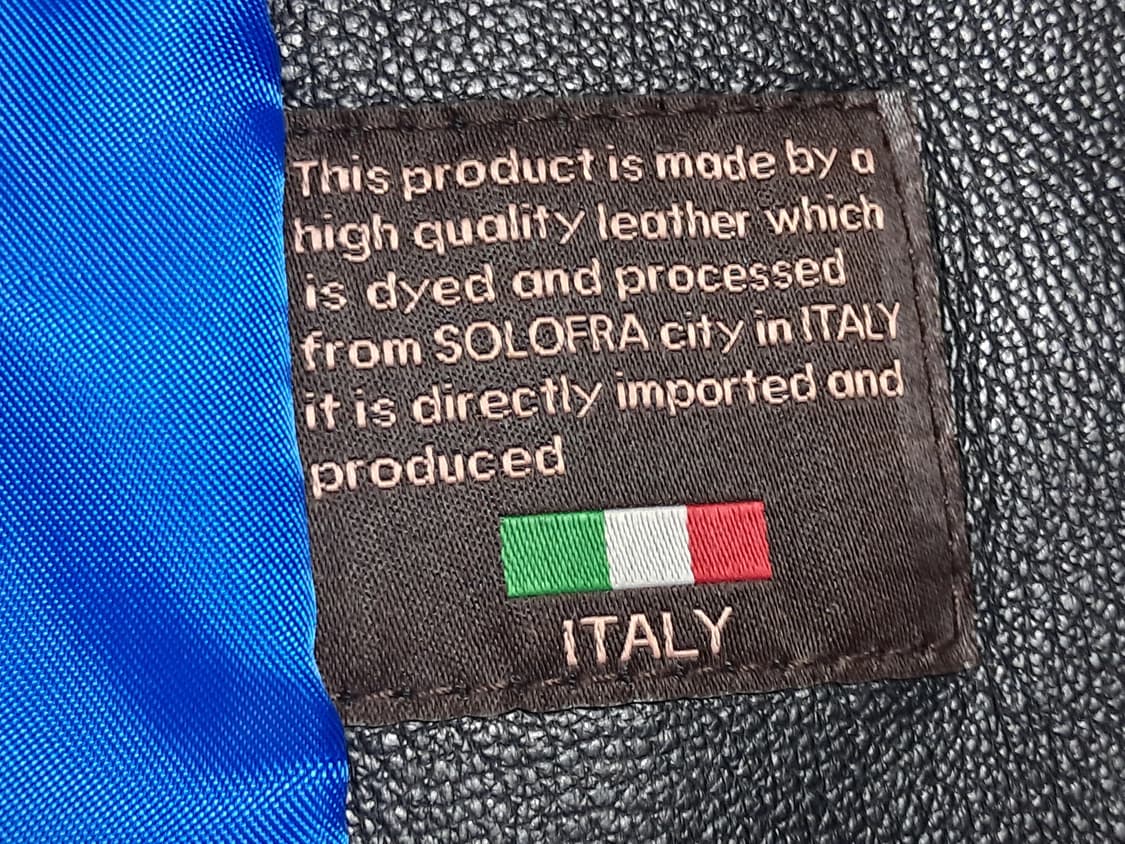 This product is made by a
high quality leather which
is dyed and processed
from SOLOFRA city in ITALY
it is directly imported and
produced
ITALY